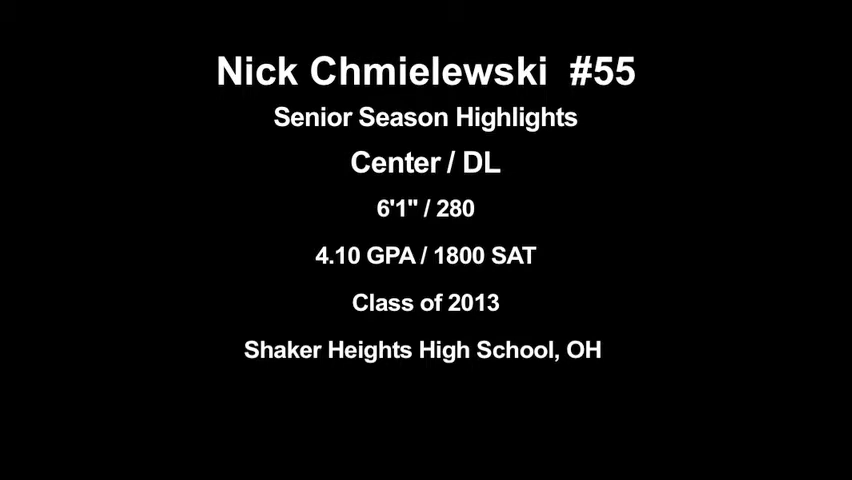 Nick Chmielewski #55
Senior Season Highlights
Center / DL
6'1" / 280
4.10 GPA / 1800 SAT
Class of 2013
Shaker Heights High School, OH